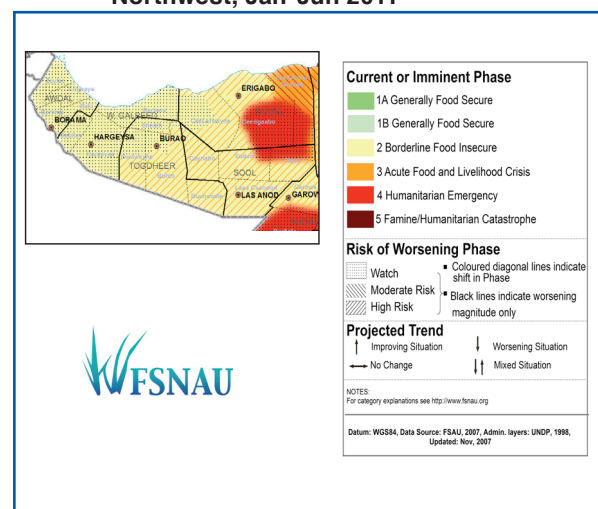 Northwest, Jan-Jun 2011
AWDAL
BORAMA
W. GALBEED
HARGEYSA
BURAO
TOGDHEER
ERIGABO
SOOL
LAS ANOD
GAROW
FSNAU
Current or Imminent Phase
1A Generally Food Secure
1B Generally Food Secure
2 Borderline Food Insecure
3 Acute Food and Livelihood Crisis
4 Humanitarian Emergency
5 Famine/Humanitarian Catastrophe
Risk of Worsening Phase
Watch
Moderate Risk
High Risk
▪ Coloured diagonal lines indicate
shift in Phase
▪ Black lines indicate worsening
magnitude only
Projected Trend
↑ Improving Situation
↓ Worsening Situation
↔ No Change
↓↑ Mixed Situation
NOTES:
For category explanations see http://www.fsnau.org
Datum: WGS84, Data Source: FSAU, 2007, Admin. layers: UNDP, 1998,
Updated: Nov, 2007